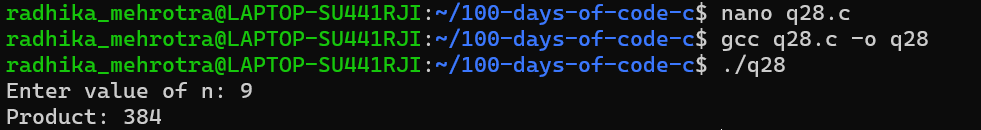 radhika_mehrotra@LAPTOP-SU441RJI:~/100-days-of-code-c$ nano q28.c
radhika_mehrotra@LAPTOP-SU441RJI:~/100-days-of-code-c$ gcc q28.c -o q28
radhika_mehrotra@LAPTOP-SU441RJI:~/100-days-of-code-c$ ./q28
Enter value of n: 9
Product: 384